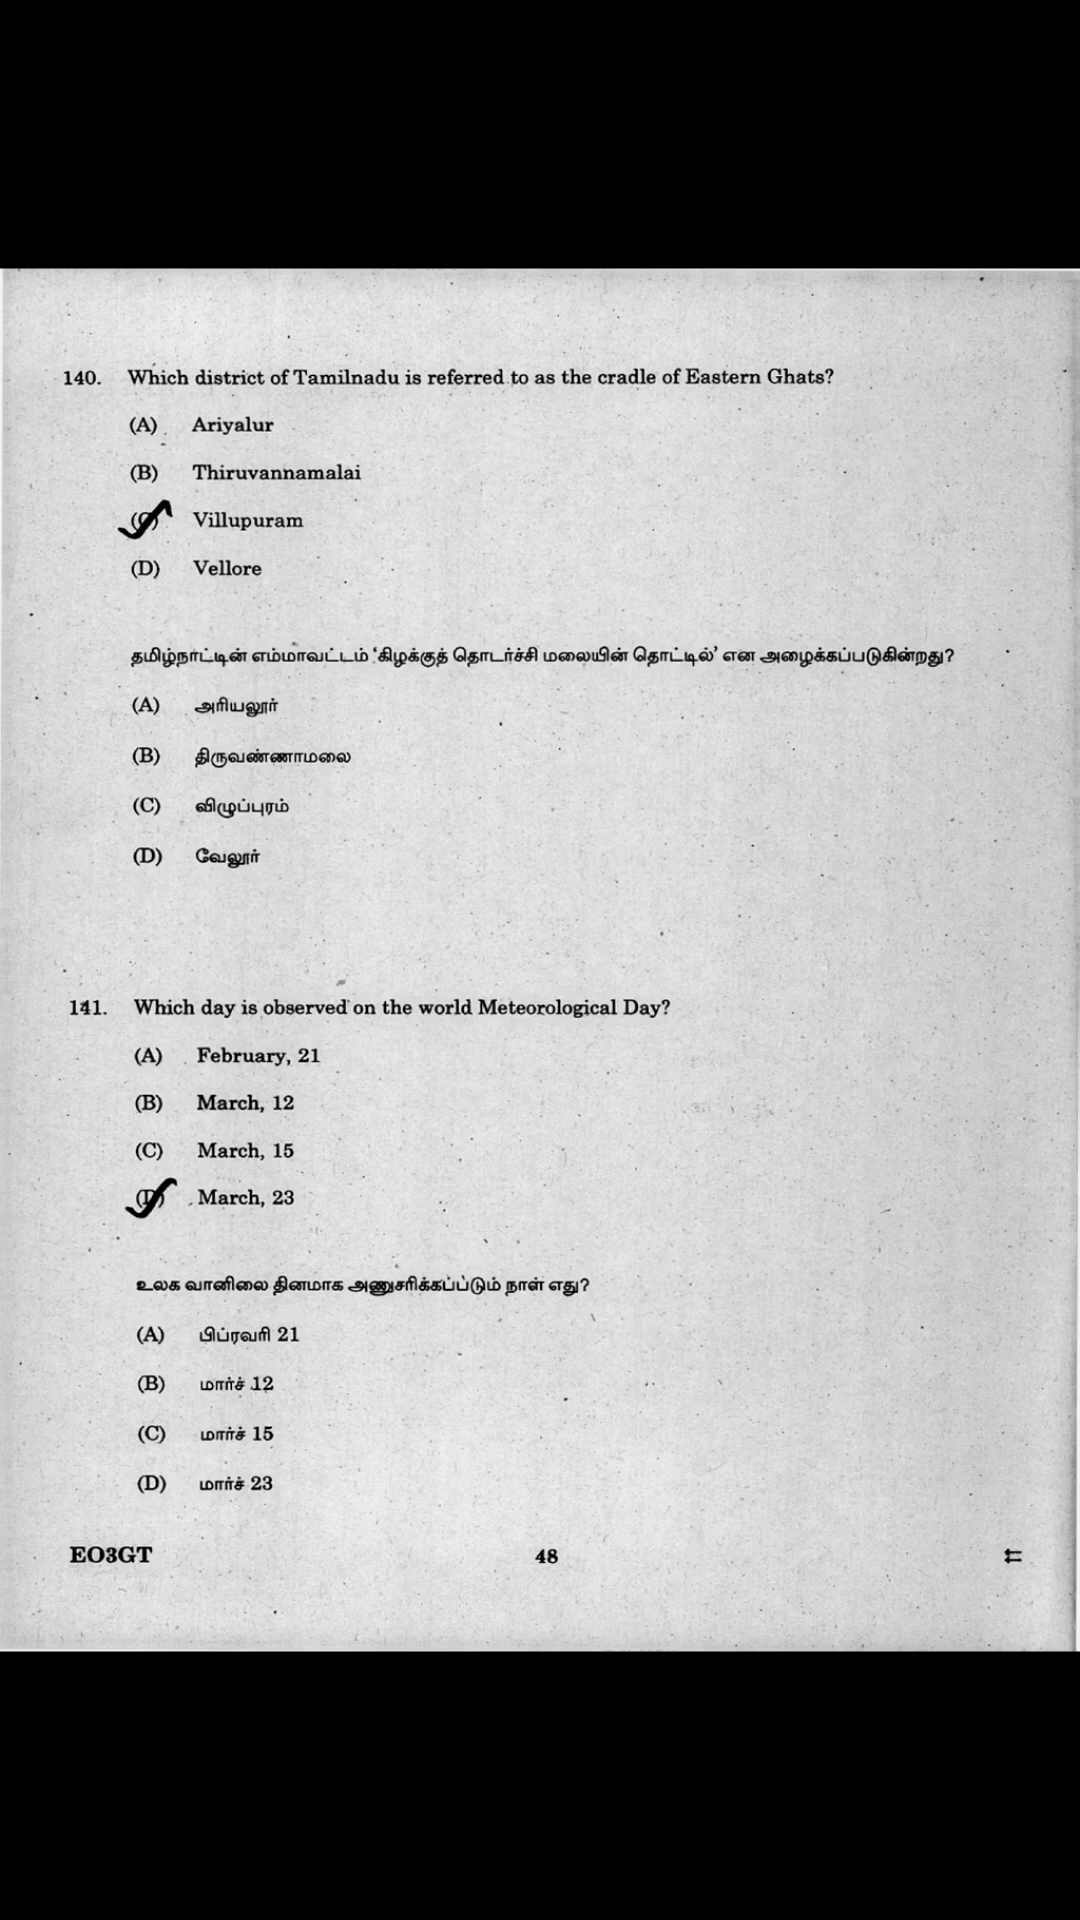 140. Which district of Tamilnadu is referred to as the cradle of Eastern Ghats?
(A) Ariyalur
(B) Thiruvannamalai
(C) Villupuram
(D) Vellore
தமிழ்நாட்டின் எம்மாவட்டம் 'கிழக்குத் தொடர்ச்சி மலையின் தொட்டில்' என அழைக்கப்படுகின்றது?
(A) அரியலூர்
(B) திருவண்ணாமலை
(C) விழுப்புரம்
(D) வேலூர்
141. Which day is observed on the world Meteorological Day?
(A) February, 21
(B) March, 12
(C) March, 15
(D) March, 23
உலக வானிலை தினமாக அணுசரிக்கப்ப்டும் நாள் எது?
(A) பிப்ரவரி 21
(B) மார்ச் 12
(C) மார்ச் 15
(D) மார்ச் 23
EO3GT 48